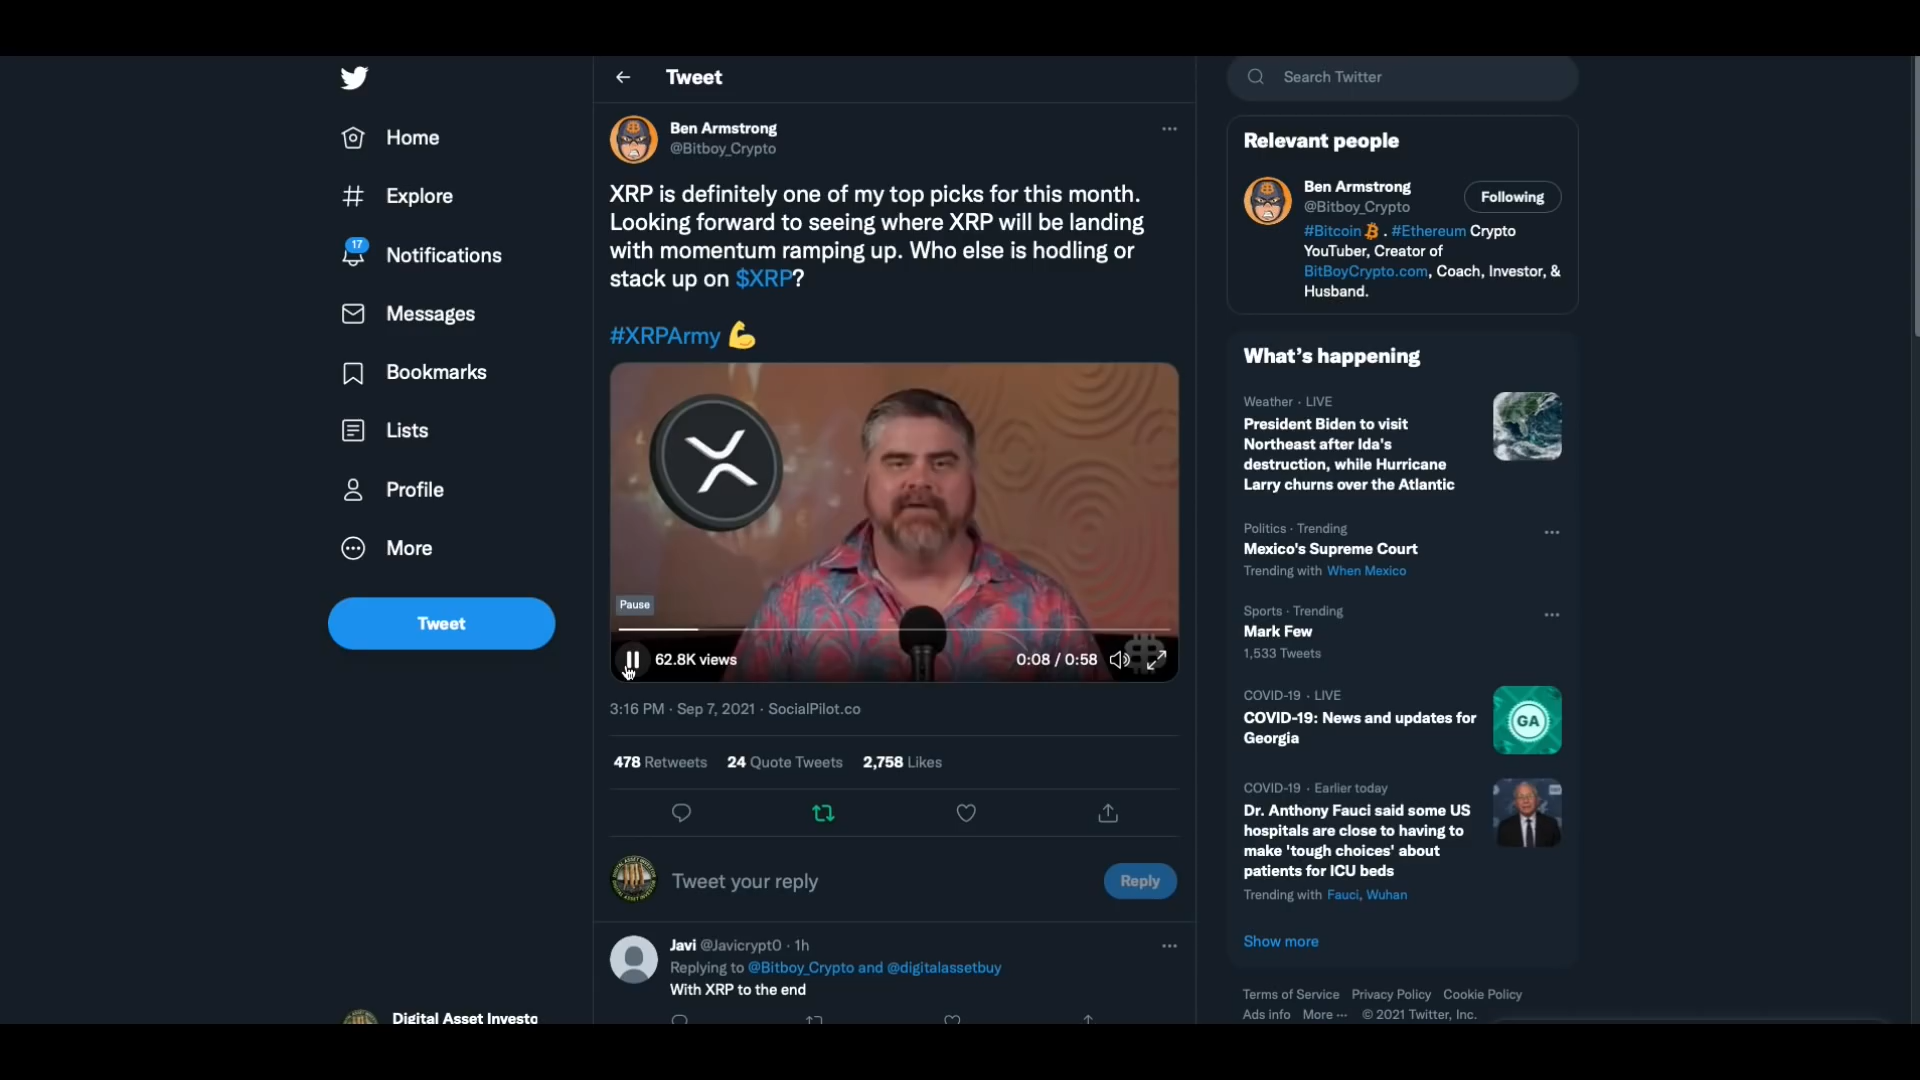 Home
Explore
17
Notifications
Messages
Bookmarks
Lists
Profile
More
Tweet
Digital Asset Investo
Tweet
Ben Armstrong
@Bitboy_Crypto
XRP is definitely one of my top picks for this month.
Looking forward to seeing where XRP will be landing
with momentum ramping up. Who else is hodling or
stack up on $XRP?
#XRPArmy 💪
Pause
62.8K views
0:08 / 0:58
3:16 PM · Sep 7, 2021 · SocialPilot.co
478 Retweets 24 Quote Tweets 2,758 Likes
Tweet your reply
Reply
Javi @Javicrypt0 · 1h
Replying to @Bitboy_Crypto and @digitalassetbuy
With XRP to the end
Search Twitter
Relevant people
Ben Armstrong
@Bitboy_Crypto
Following
#Bitcoin . #Ethereum Crypto
YouTuber, Creator of
BitBoyCrypto.com, Coach, Investor, &
Husband.
What's happening
Weather · LIVE
President Biden to visit
Northeast after Ida's
destruction, while Hurricane
Larry churns over the Atlantic
Politics · Trending
Mexico's Supreme Court
Trending with When Mexico
Sports · Trending
Mark Few
1,533 Tweets
COVID-19 · LIVE
COVID-19: News and updates for
Georgia
GA
COVID-19 · Earlier today
Dr. Anthony Fauci said some US
hospitals are close to having to
make 'tough choices' about
patients for ICU beds
Trending with Fauci, Wuhan
Show more
Terms of Service Privacy Policy Cookie Policy
Ads info More ··· © 2021 Twitter, Inc.